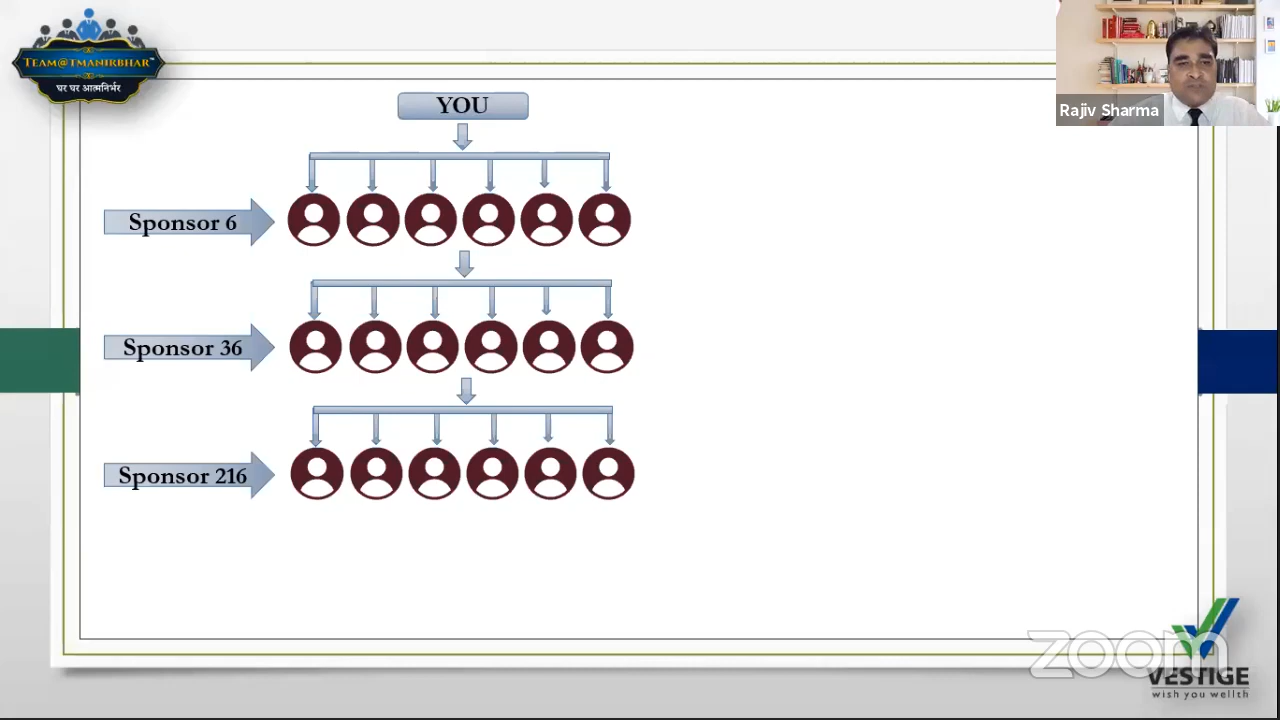 TEAM@TMANIRBHAR™
घर घर आत्मनिर्भर
YOU
Rajiv Sharma
Sponsor 6
Sponsor 36
Sponsor 216
zoom
VESTIGE
wish you wellth